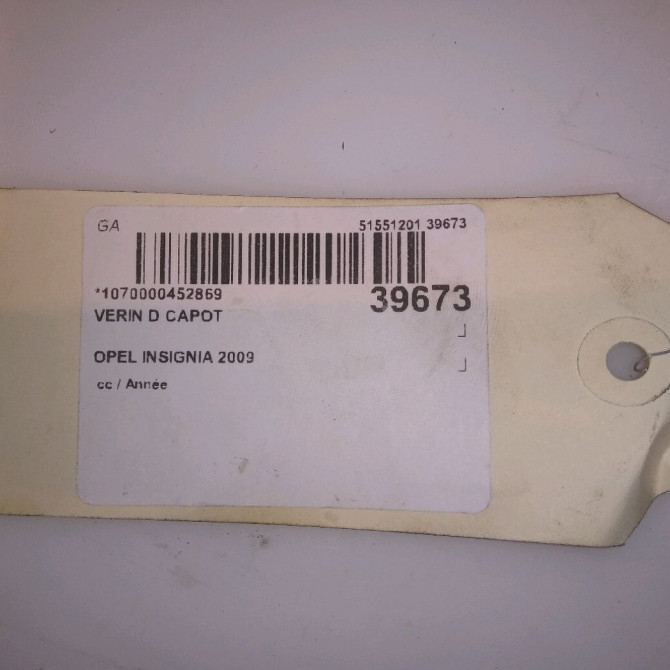 GA 51551201 39673
*1070000452869 39673
VERIN D CAPOT
OPEL INSIGNIA 2009
cc / Année